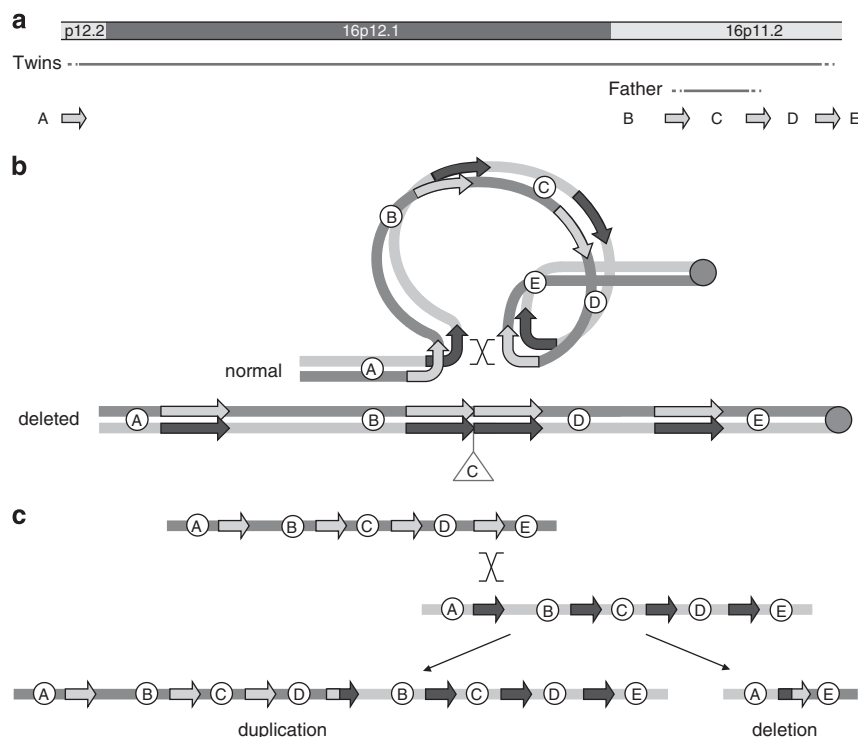 a
p12.2 16p12.1 16p11.2
Twins
Father
A B C D E
b
B C
E
D
A
normal
deleted A B D E
C
c
A B C D E
A B C D E
A B C D B C D E A E
duplication deletion